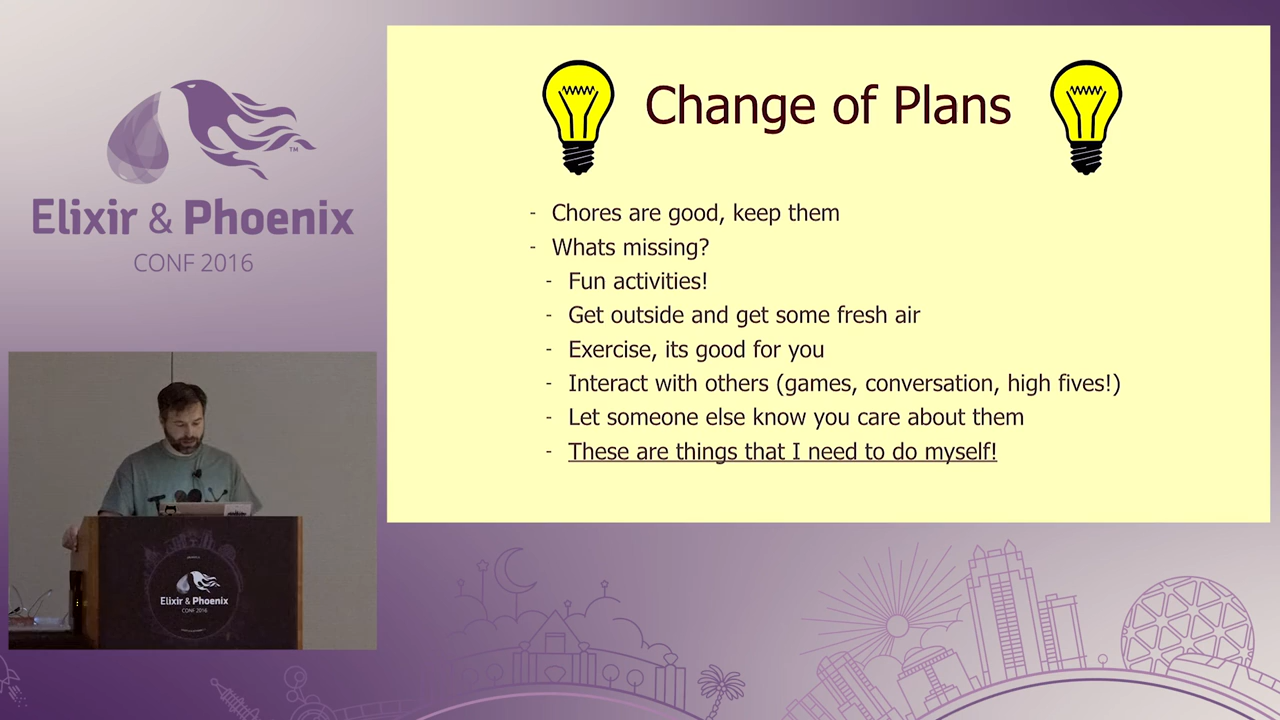 TM
Elixir & Phoenix
CONF 2016
Change of Plans
- Chores are good, keep them
- Whats missing?
- Fun activities!
- Get outside and get some fresh air
- Exercise, its good for you
- Interact with others (games, conversation, high fives!)
- Let someone else know you care about them
- These are things that I need to do myself!
Elixir & Phoenix
CONF 2016